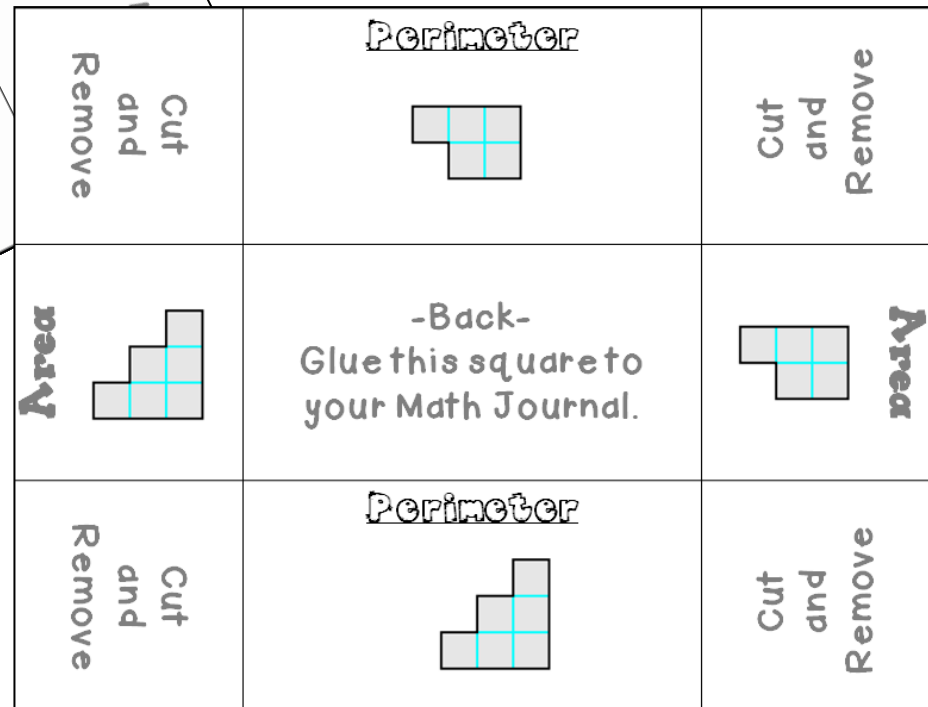 Perimeter
Cut
and
Remove
Cut
and
Remove
Area
-Back-
Glue this square to
your Math Journal.
Area
Perimeter
Cut
and
Remove
Cut
and
Remove